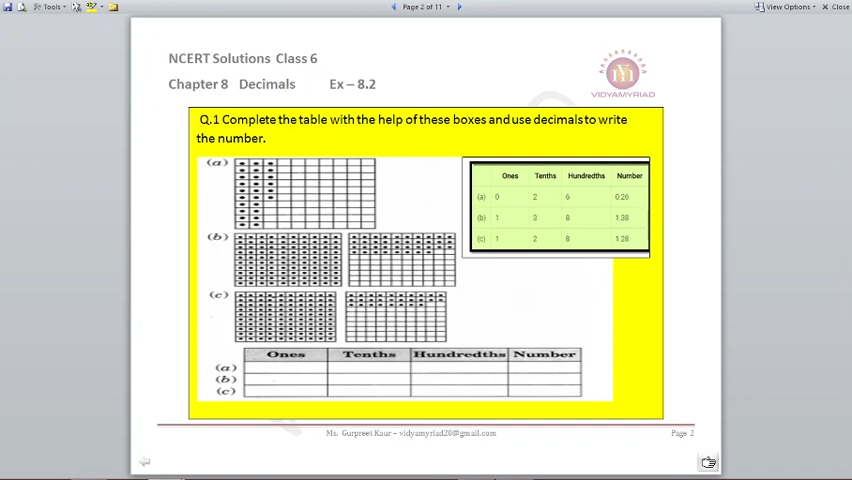 Tools
Page 2 of 11
View Options
Close
NCERT Solutions Class 6
Chapter 8 Decimals Ex – 8.2
VIDYAMYRIAD
Q.1 Complete the table with the help of these boxes and use decimals to write
the number.
(a)
(b)
(c)
Ones Tenths Hundredths Number
(a) 0 2 6 0.26
(b) 1 3 8 1.38
(c) 1 2 8 1.28
Ones Tenths Hundredths Number
(a)
(b)
(c)
Ms. Gurpreet Kaur – vidyamyriad20@gmail.com Page 2